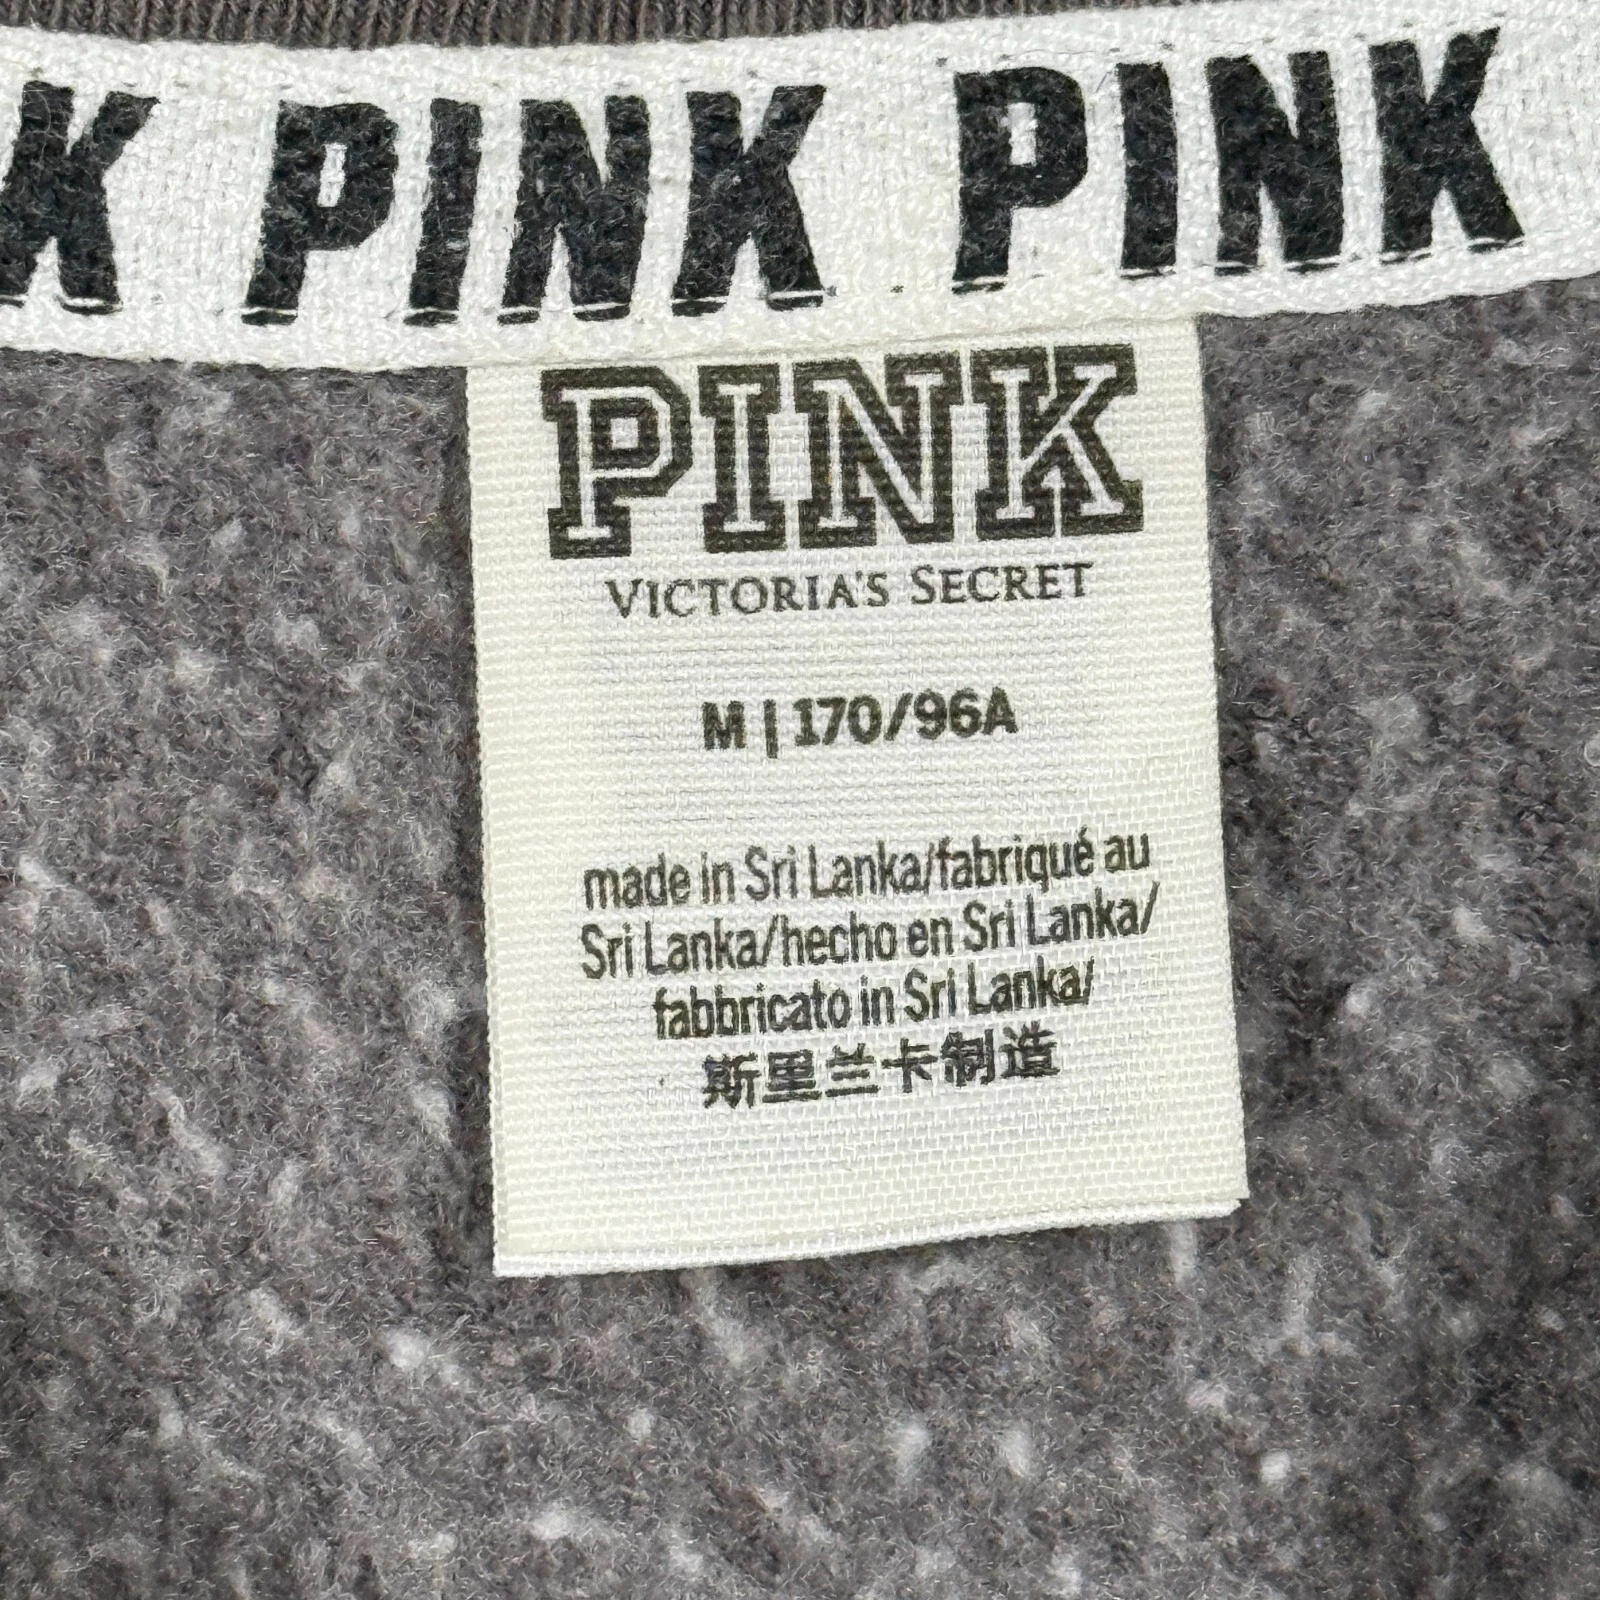 K PINK PINK
PINK
VICTORIA'S SECRET
M | 170/96A
made in Sri Lanka/fabriqué au
Sri Lanka/hecho en Sri Lanka/
fabbricato in Sri Lanka/
斯里兰卡制造